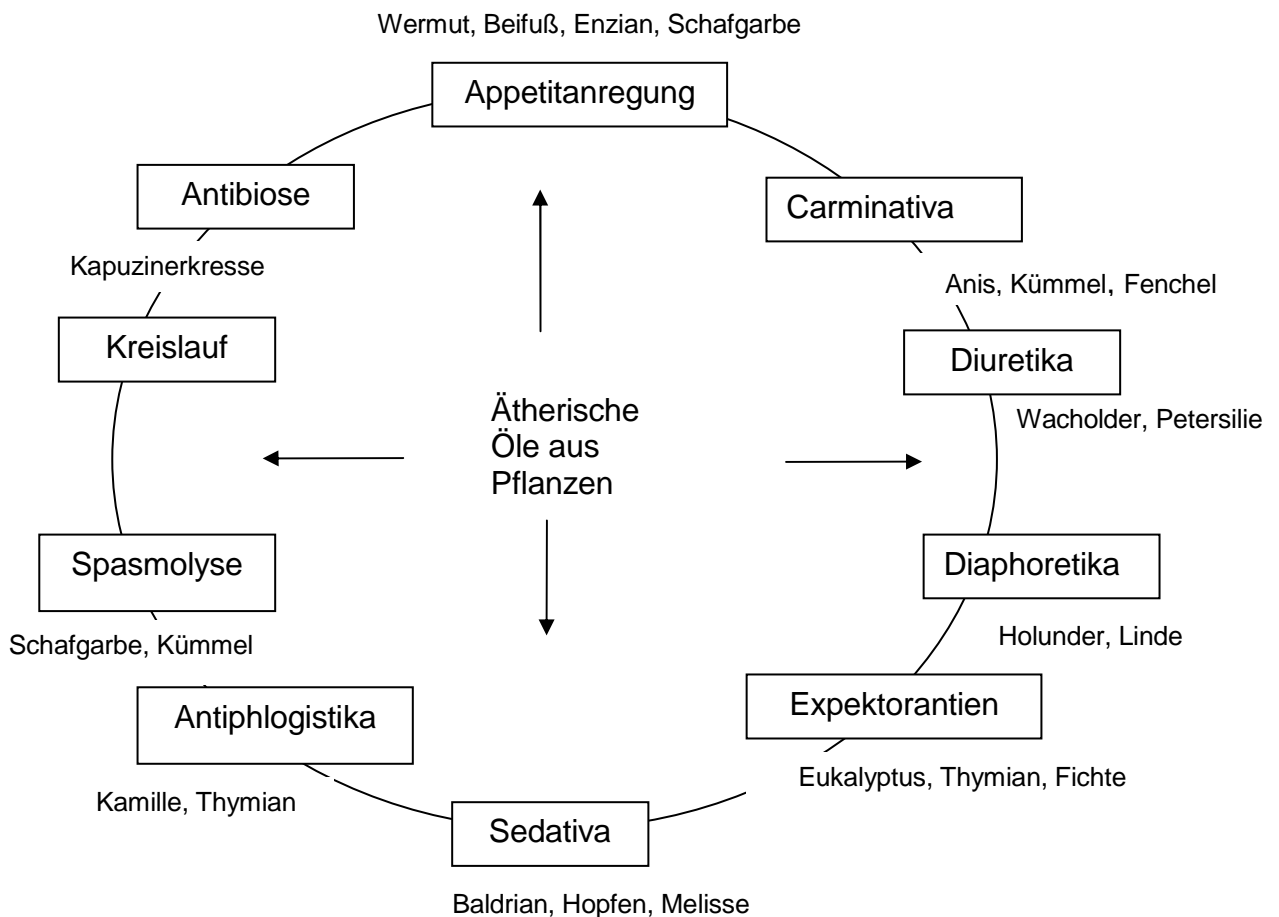 Wermut, Beifuß, Enzian, Schafgarbe
Appetitanregung
Antibiose
Carminativa
Kapuzinerkresse
Anis, Kümmel, Fenchel
Kreislauf
Diuretika
Ätherische
Öle aus
Pflanzen
Wacholder, Petersilie
Spasmolyse
Diaphoretika
Schafgarbe, Kümmel
Holunder, Linde
Antiphlogistika
Expektorantien
Kamille, Thymian
Eukalyptus, Thymian, Fichte
Sedativa
Baldrian, Hopfen, Melisse